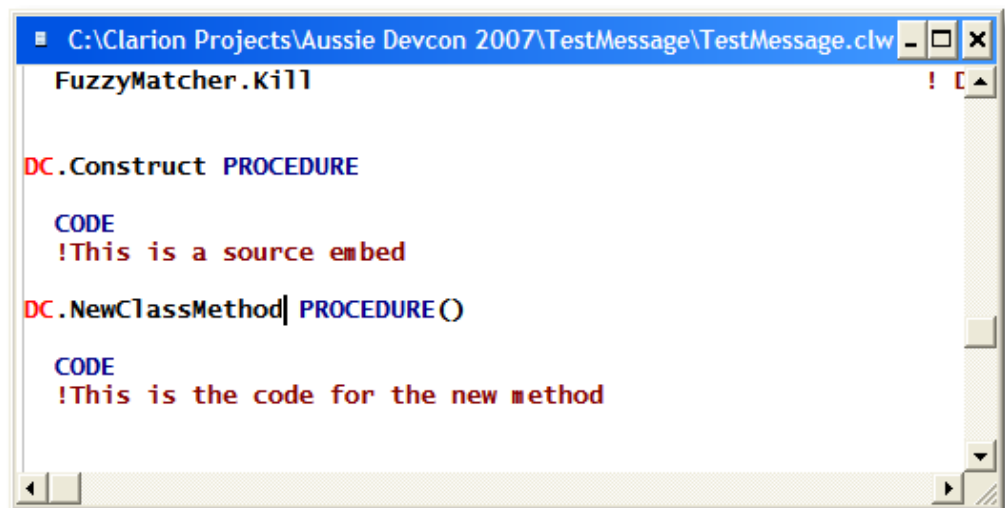 C:\Clarion Projects\Aussie Devcon 2007\TestMessage\TestMessage.clw
FuzzyMatcher.Kill !
DC.Construct PROCEDURE
CODE
!This is a source embed
DC.NewClassMethod PROCEDURE()
CODE
!This is the code for the new method